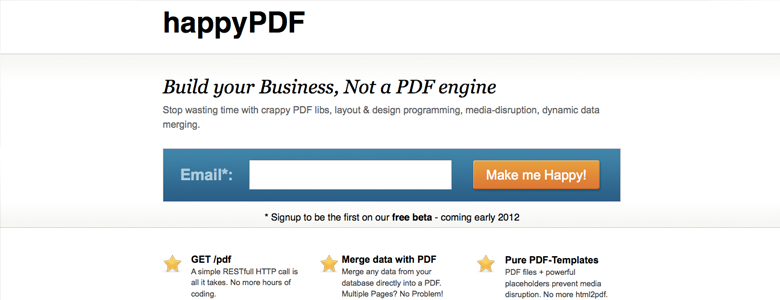 happyPDF
Build your Business, Not a PDF engine
Stop wasting time with crappy PDF libs, layout & design programming, media-disruption, dynamic data
merging.
Email*:
Make me Happy!
* Signup to be the first on our free beta - coming early 2012
GET /pdf
A simple RESTfull HTTP call is
all it takes. No more hours of
coding.
Merge data with PDF
Merge any data from your
database directly into a PDF.
Multiple Pages? No Problem!
Pure PDF-Templates
PDF files + powerful
placeholders prevent media
disruption. No more html2pdf.